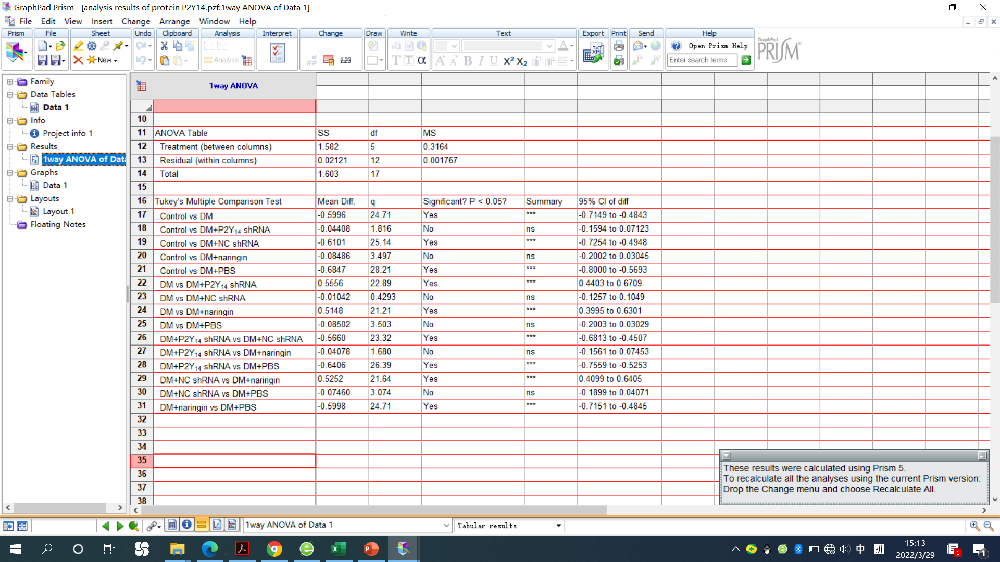 GraphPad Prism - [analysis results of protein P2Y14.pzf:1way ANOVA of Data 1]
File Edit View Insert Change Arrange Window Help
Prism File Sheet Undo Clipboard Analysis Interpret Change Draw Write Text Export Print Send Help
Open Prism Help
Analyze
New
Enter search terms
GraphPad PRISM
Family
Data Tables
Data 1
Info
Project info 1
Results
1way ANOVA of Dat
Graphs
Data 1
Layouts
Layout 1
Floating Notes
1way ANOVA
10
11 ANOVA Table SS df MS
12 Treatment (between columns) 1.582 5 0.3164
13 Residual (within columns) 0.02121 12 0.001767
14 Total 1.603 17
15
16 Tukey's Multiple Comparison Test Mean Diff. q Significant? P < 0.05? Summary 95% CI of diff
17 Control vs DM -0.5996 24.71 Yes *** -0.7149 to -0.4843
18 Control vs DM+P2Y₁₄ shRNA -0.04408 1.816 No ns -0.1594 to 0.07123
19 Control vs DM+NC shRNA -0.6101 25.14 Yes *** -0.7254 to -0.4948
20 Control vs DM+naringin -0.08486 3.497 No ns -0.2002 to 0.03045
21 Control vs DM+PBS -0.6847 28.21 Yes *** -0.8000 to -0.5693
22 DM vs DM+P2Y₁₄ shRNA 0.5556 22.89 Yes *** 0.4403 to 0.6709
23 DM vs DM+NC shRNA -0.01042 0.4293 No ns -0.1257 to 0.1049
24 DM vs DM+naringin 0.5148 21.21 Yes *** 0.3995 to 0.6301
25 DM vs DM+PBS -0.08502 3.503 No ns -0.2003 to 0.03029
26 DM+P2Y₁₄ shRNA vs DM+NC shRNA -0.5660 23.32 Yes *** -0.6813 to -0.4507
27 DM+P2Y₁₄ shRNA vs DM+naringin -0.04078 1.680 No ns -0.1561 to 0.07453
28 DM+P2Y₁₄ shRNA vs DM+PBS -0.6406 26.39 Yes *** -0.7559 to -0.5253
29 DM+NC shRNA vs DM+naringin 0.5252 21.64 Yes *** 0.4099 to 0.6405
30 DM+NC shRNA vs DM+PBS -0.07460 3.074 No ns -0.1899 to 0.04071
31 DM+naringin vs DM+PBS -0.5998 24.71 Yes *** -0.7151 to -0.4845
32
33
34
35
36
37
38
These results were calculated using Prism 5.
To recalculate all the analyses using the current Prism version:
Drop the Change menu and choose Recalculate All.
1way ANOVA of Data 1
Tabular results
中 拼
15:13
2022/3/29
1
1